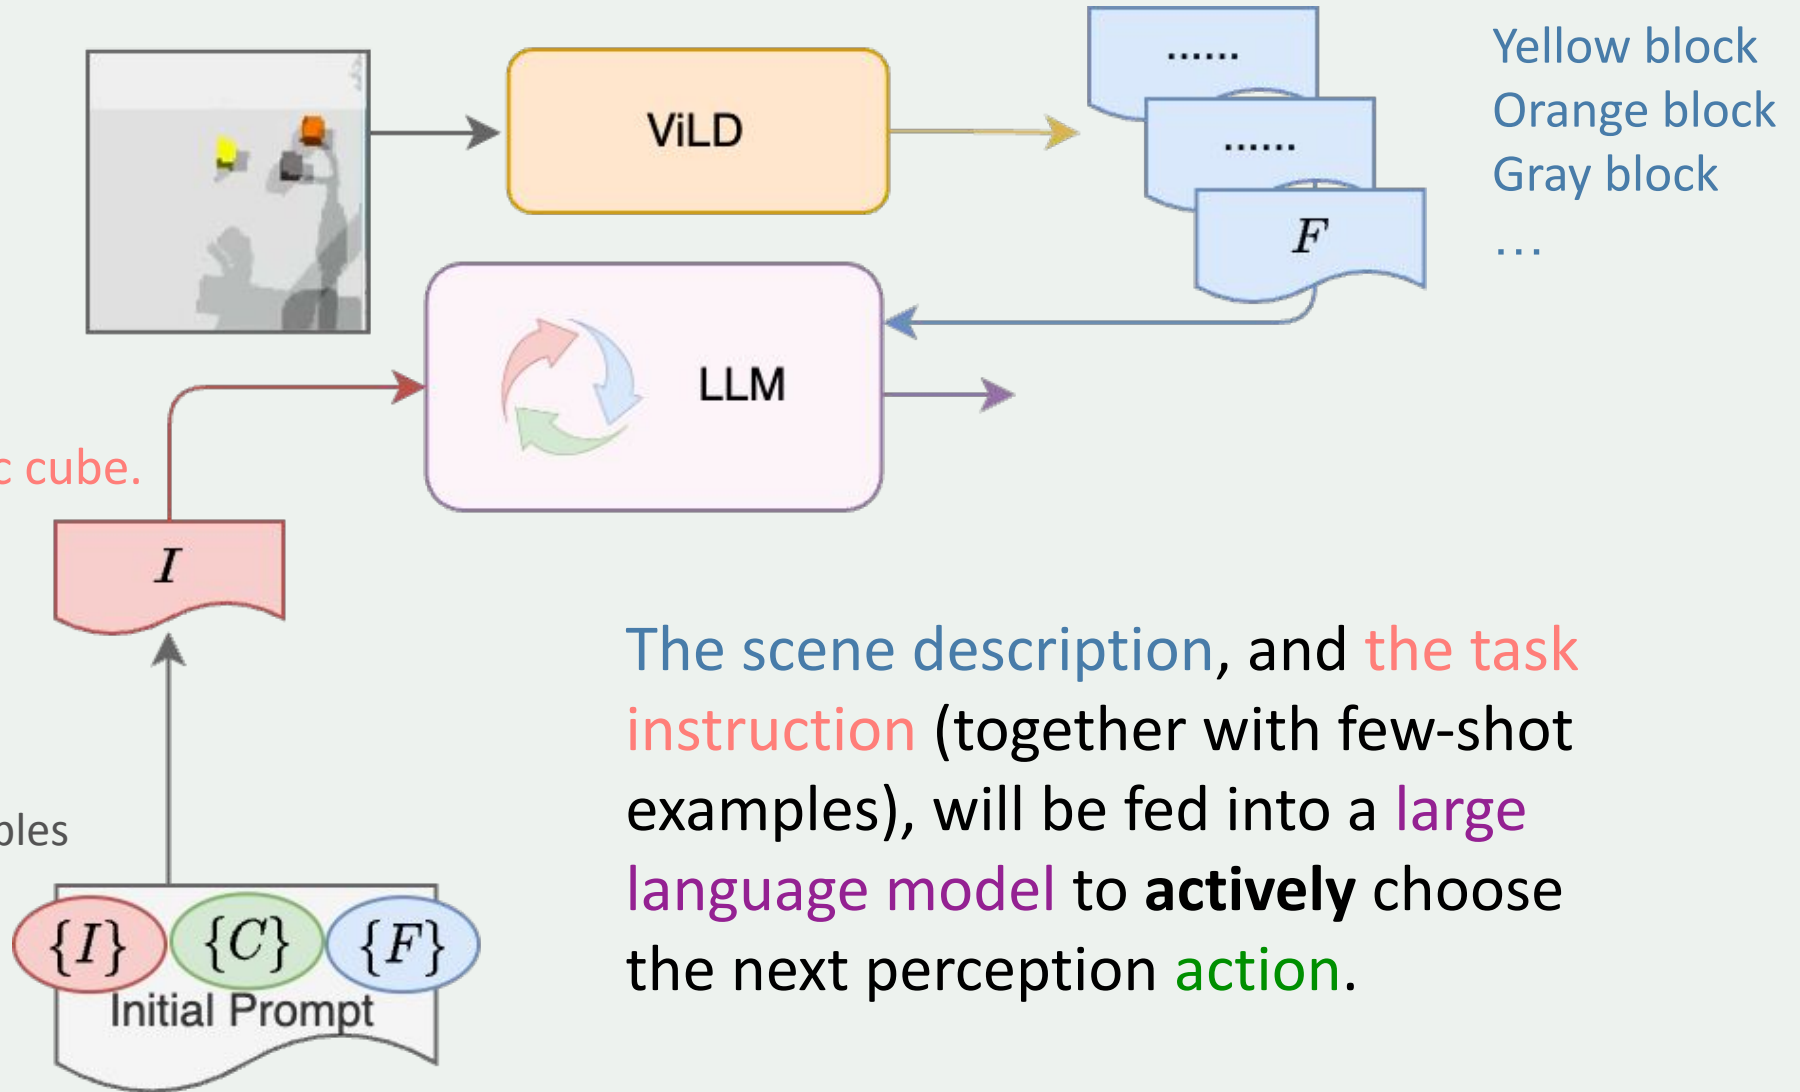 Yellow block
Orange block
Gray block
…
ViLD
......
......
F
LLM
cube.
I
{I} {C} {F}
Initial Prompt
The scene description, and the task
instruction (together with few-shot
examples), will be fed into a large
language model to actively choose
the next perception action.